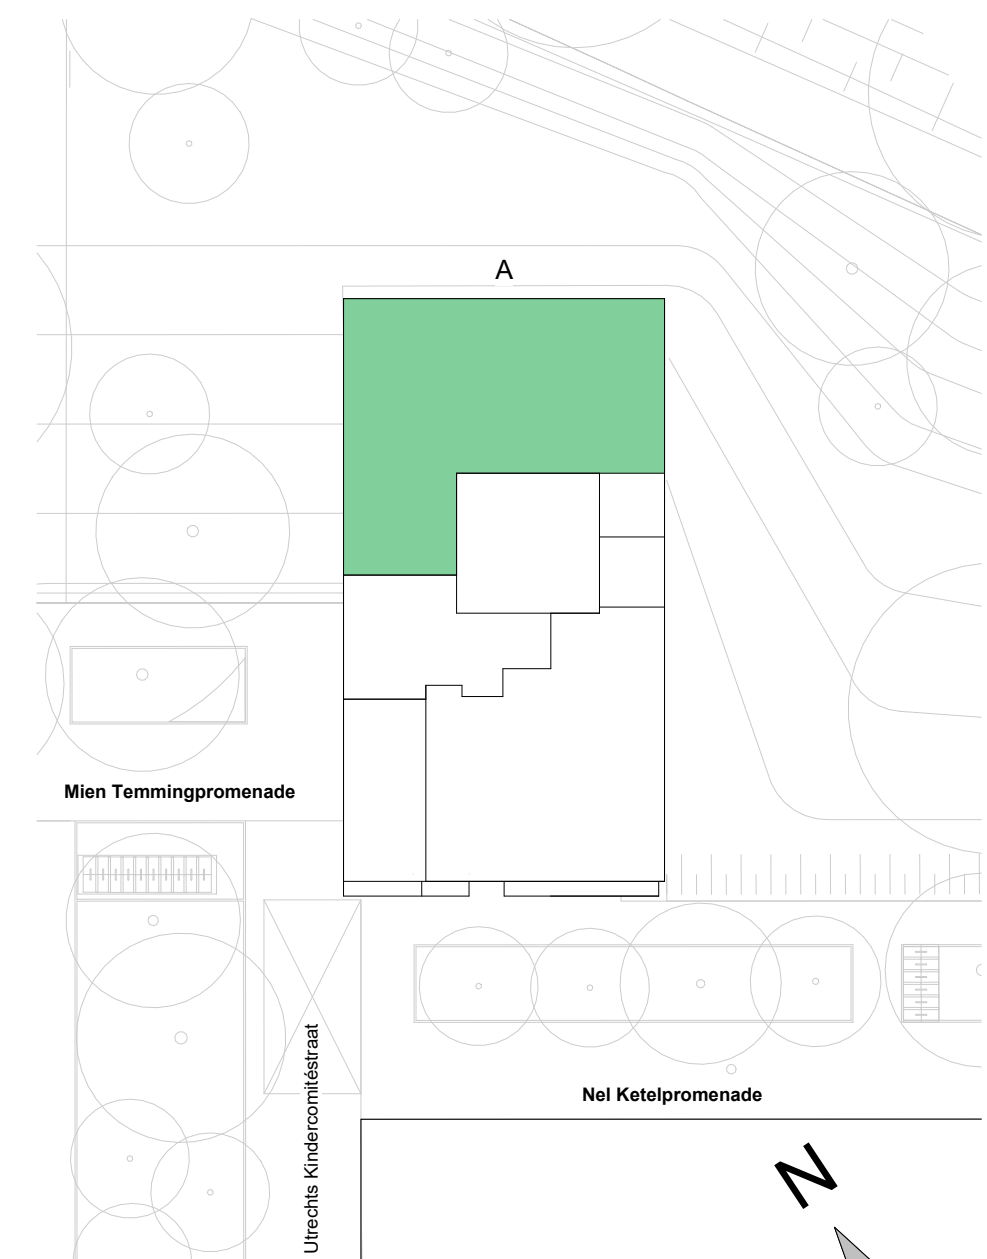 A
Mien Temmingpromenade
Utrechts Kindercomitéstraat
Nel Ketelpromenade
N